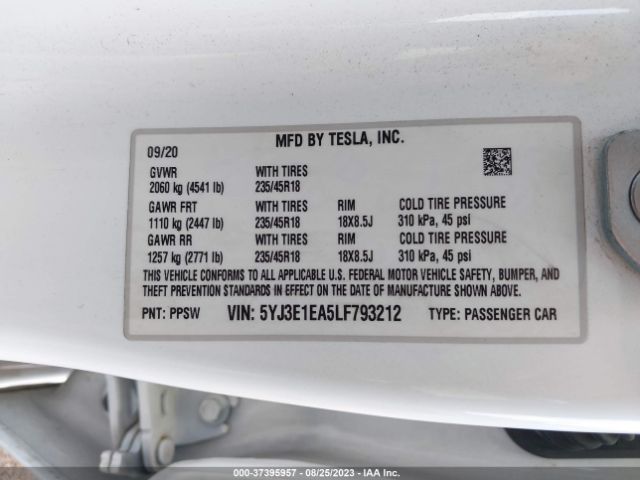 MFD BY TESLA, INC.
09/20
GVWR WITH TIRES
2060 kg (4541 lb) 235/45R18
GAWR FRT WITH TIRES RIM COLD TIRE PRESSURE
1110 kg (2447 lb) 235/45R18 18X8.5J 310 kPa, 45 psi
GAWR RR WITH TIRES RIM COLD TIRE PRESSURE
1257 kg (2771 lb) 235/45R18 18X8.5J 310 kPa, 45 psi
THIS VEHICLE CONFORMS TO ALL APPLICABLE U.S. FEDERAL MOTOR VEHICLE SAFETY, BUMPER, AND
THEFT PREVENTION STANDARDS IN EFFECT ON THE DATE OF MANUFACTURE SHOWN ABOVE.
PNT: PPSW VIN: 5YJ3E1EA5LF793212 TYPE: PASSENGER CAR
000-37395957 - 08/25/2023 - IAA Inc.